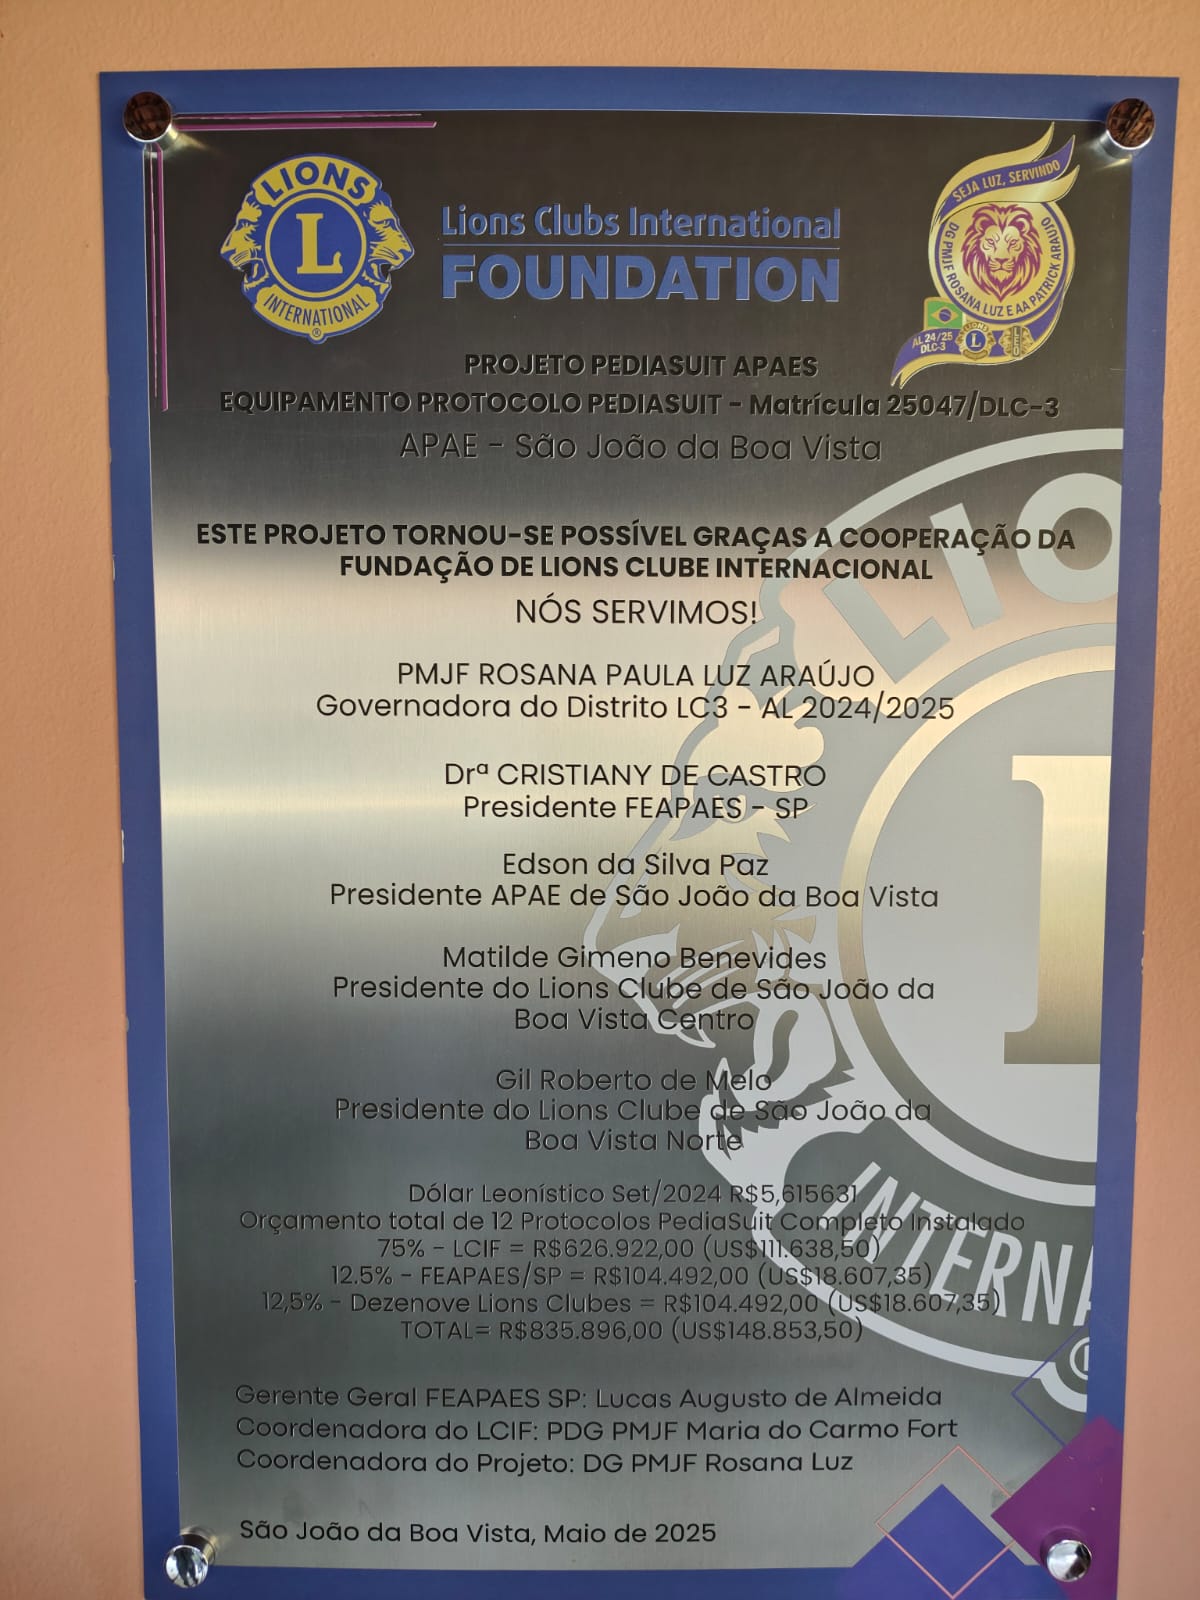 LIONS
L
INTERNATIONAL
®
Lions Clubs International
FOUNDATION
SEJA LUZ, SERVINDO
DG PMJF ROSANA LUZ E AA PATRICK ARAÚJO
AL 24/25
DLC-3
LIONS
L
LEO
PROJETO PEDIASUIT APAES
EQUIPAMENTO PROTOCOLO PEDIASUIT - Matrícula 25047/DLC-3
APAE - São João da Boa Vista
ESTE PROJETO TORNOU-SE POSSÍVEL GRAÇAS A COOPERAÇÃO DA
FUNDAÇÃO DE LIONS CLUBE INTERNACIONAL
NÓS SERVIMOS!
PMJF ROSANA PAULA LUZ ARAÚJO
Governadora do Distrito LC3 - AL 2024/2025
Drª CRISTIANY DE CASTRO
Presidente FEAPAES - SP
Edson da Silva Paz
Presidente APAE de São João da Boa Vista
Matilde Gimeno Benevides
Presidente do Lions Clube de São João da
Boa Vista Centro
Gil Roberto de Melo
Presidente do Lions Clube de São João da
Boa Vista Norte
Dólar Leonístico Set/2024 R$5,615631
Orçamento total de 12 Protocolos PediaSuit Completo Instalado
75% - LCIF = R$626.922,00 (US$111.638,50)
12.5% - FEAPAES/SP = R$104.492,00 (US$18.607,35)
12,5% - Dezenove Lions Clubes = R$104.492,00 (US$18.607,35)
TOTAL= R$835.896,00 (US$148.853,50)
Gerente Geral FEAPAES SP: Lucas Augusto de Almeida
Coordenadora do LCIF: PDG PMJF Maria do Carmo Fort
Coordenadora do Projeto: DG PMJF Rosana Luz
São João da Boa Vista, Maio de 2025
LIO
INTERNA